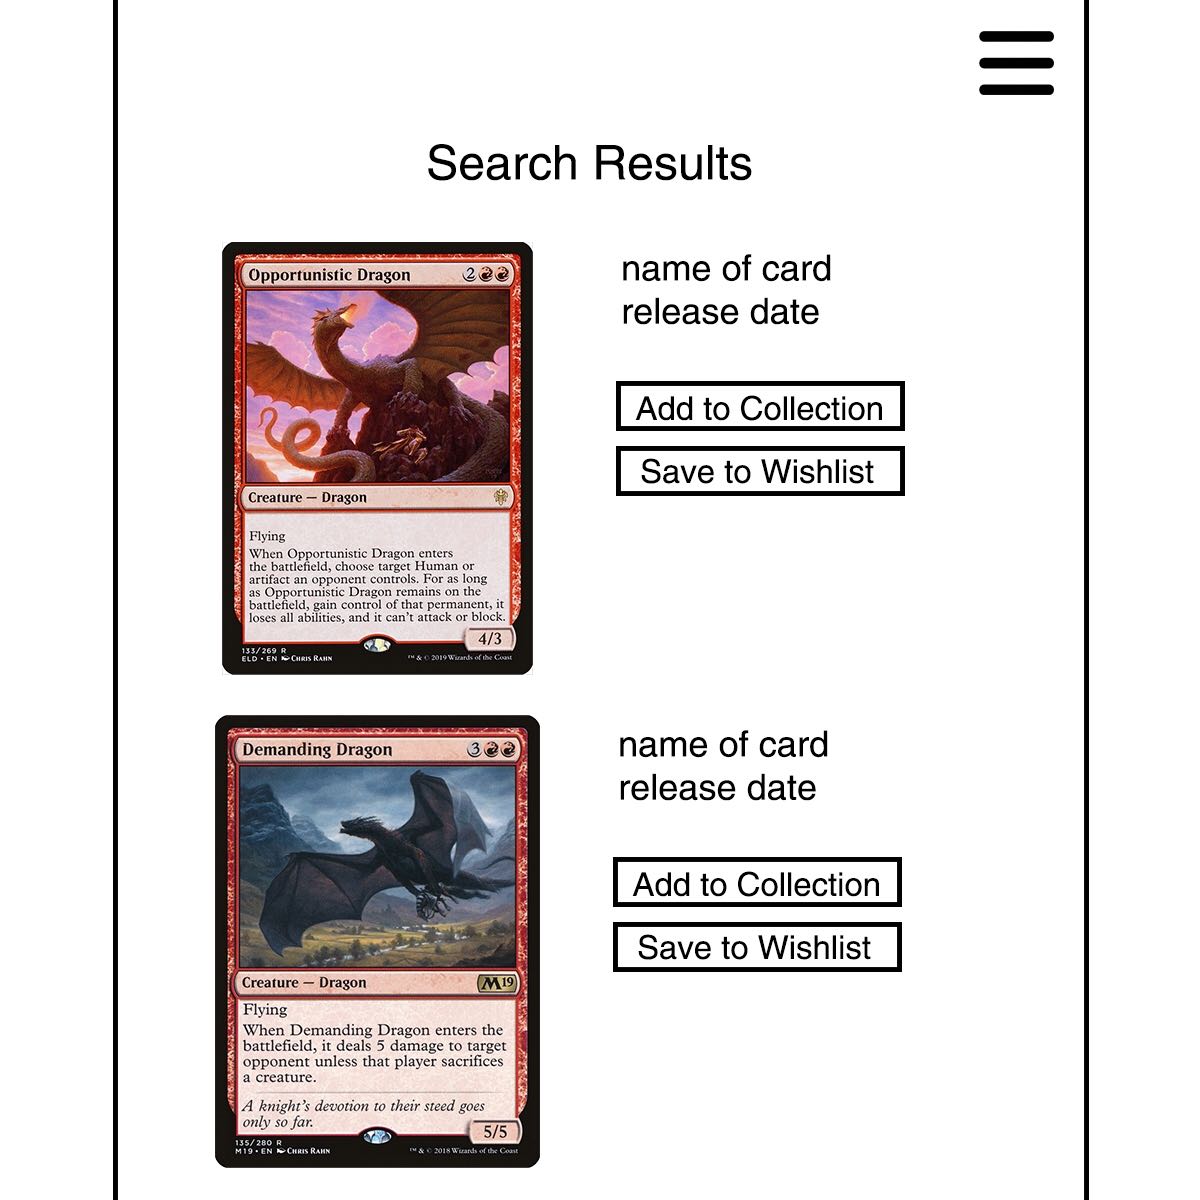 Search Results
Opportunistic Dragon 2
name of card
release date
Add to Collection
Save to Wishlist
Creature — Dragon
Flying
When Opportunistic Dragon enters
the battlefield, choose target Human or
artifact an opponent controls. For as long
as Opportunistic Dragon remains on the
battlefield, gain control of that permanent, it
loses all abilities, and it can't attack or block.
4/3
133/269 R
ELD • EN Chris Rahn
™ & © 2019 Wizards of the Coast
Demanding Dragon 3
name of card
release date
Add to Collection
Save to Wishlist
Creature — Dragon M19
Flying
When Demanding Dragon enters the
battlefield, it deals 5 damage to target
opponent unless that player sacrifices
a creature.
A knight's devotion to their steed goes
only so far.
5/5
135/280 R
M19 • EN Chris Rahn
™ & © 2018 Wizards of the Coast